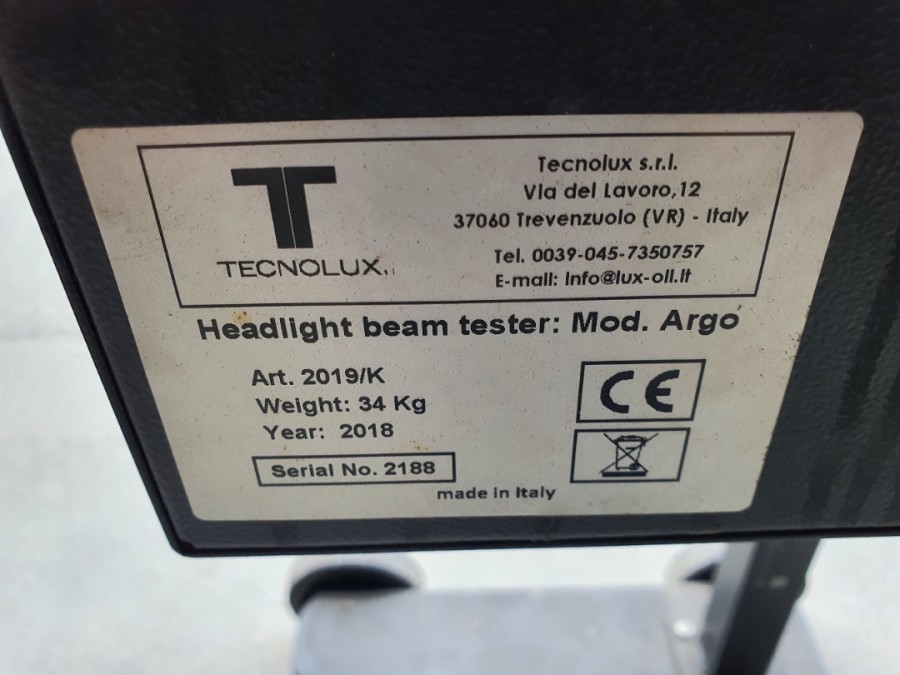 T
TECNOLUX
Tecnolux s.r.l.
Via del Lavoro,12
37060 Trevenzuolo (VR) - Italy
Tel. 0039-045-7350757
E-mail: info@lux-oil.it
Headlight beam tester: Mod. Argo
Art. 2019/K
Weight: 34 Kg
Year: 2018
Serial No. 2188
CE
made in Italy